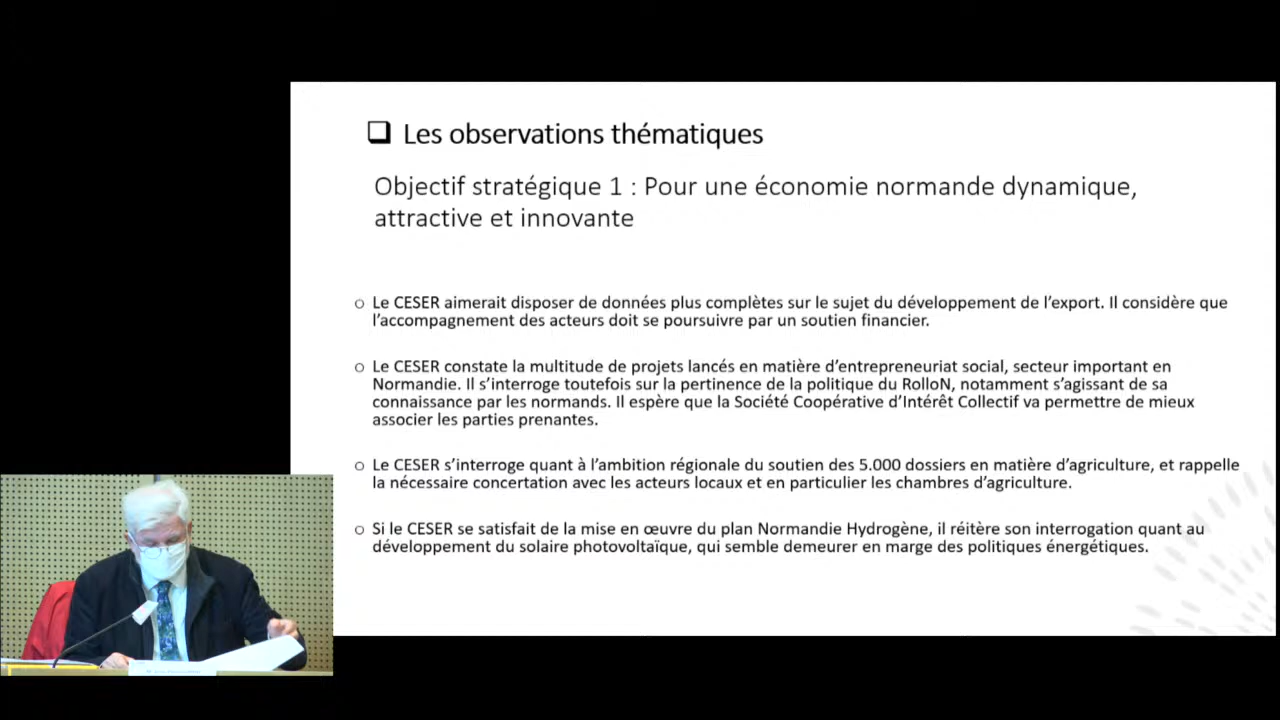 Les observations thématiques
Objectif stratégique 1 : Pour une économie normande dynamique,
attractive et innovante
Le CESER aimerait disposer de données plus complètes sur le sujet du développement de l'export. Il considère que
l'accompagnement des acteurs doit se poursuivre par un soutien financier.
Le CESER constate la multitude de projets lancés en matière d'entrepreneuriat social, secteur important en
Normandie. Il s'interroge toutefois sur la pertinence de la politique du RolloN, notamment s'agissant de sa
connaissance par les normands. Il espère que la Société Coopérative d'Intérêt Collectif va permettre de mieux
associer les parties prenantes.
Le CESER s'interroge quant à l'ambition régionale du soutien des 5.000 dossiers en matière d'agriculture, et rappelle
la nécessaire concertation avec les acteurs locaux et en particulier les chambres d'agriculture.
Si le CESER se satisfait de la mise en œuvre du plan Normandie Hydrogène, il réitère son interrogation quant au
développement du solaire photovoltaïque, qui semble demeurer en marge des politiques énergétiques.